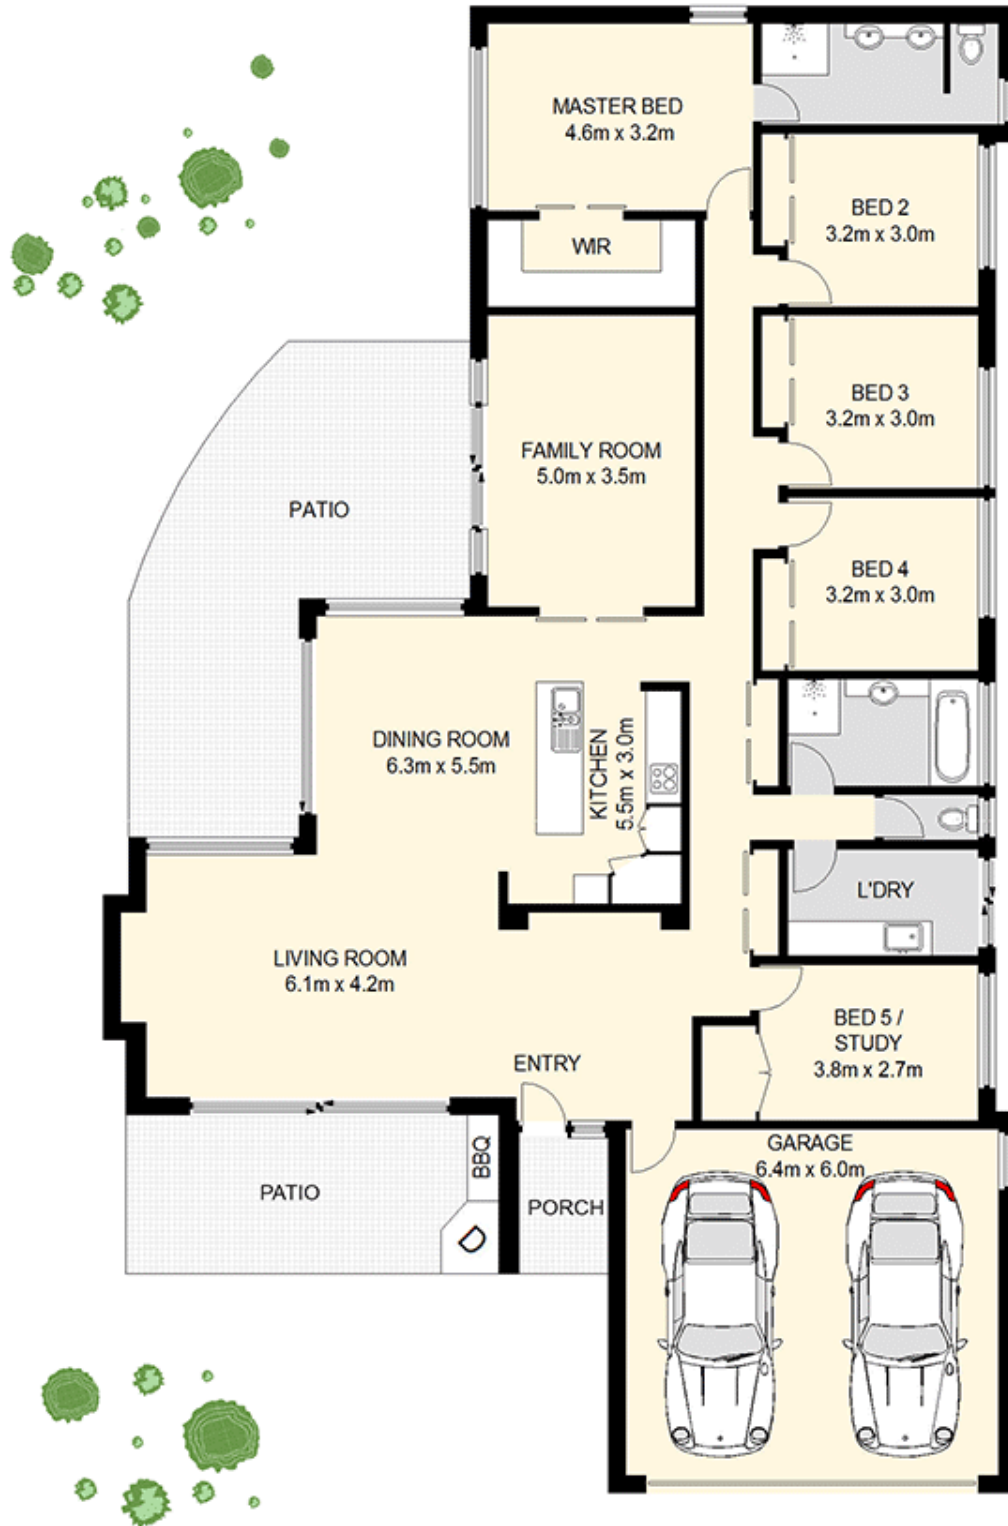 MASTER BED
4.6m x 3.2m
BED 2
3.2m x 3.0m
WIR
BED 3
3.2m x 3.0m
FAMILY ROOM
5.0m x 3.5m
PATIO
BED 4
3.2m x 3.0m
DINING ROOM
6.3m x 5.5m
KITCHEN
5.5m x 3.0m
L'DRY
LIVING ROOM
6.1m x 4.2m
BED 5 /
STUDY
3.8m x 2.7m
ENTRY
GARAGE
6.4m x 6.0m
BBQ
PATIO
PORCH